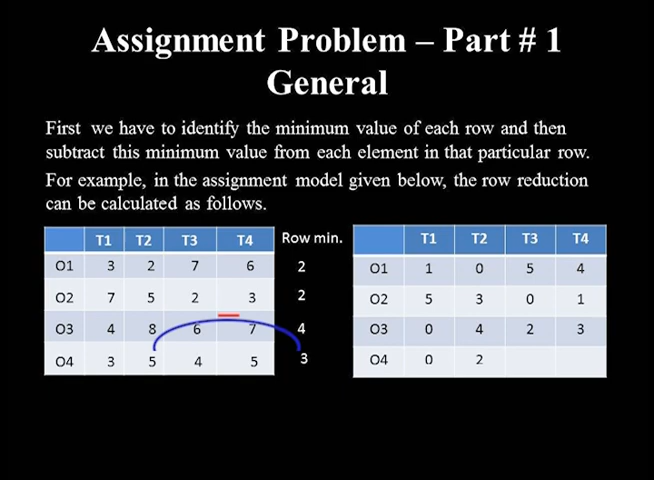 Assignment Problem – Part # 1
General
First we have to identify the minimum value of each row and then
subtract this minimum value from each element in that particular row.
For example, in the assignment model given below, the row reduction
can be calculated as follows.
T1 T2 T3 T4 Row min.
O1 3 2 7 6 2
O2 7 5 2 3 2
O3 4 8 6 7 4
O4 3 5 4 5 3
T1 T2 T3 T4
O1 1 0 5 4
O2 5 3 0 1
O3 0 4 2 3
O4 0 2